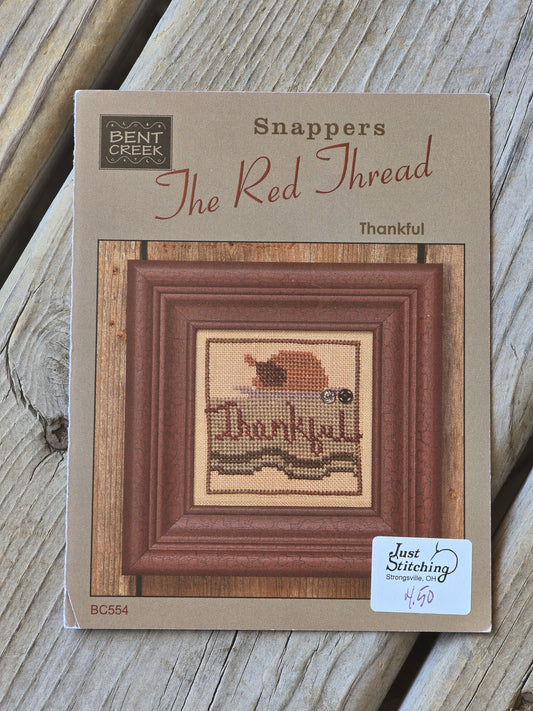 BENT
CREEK
Snappers
The Red Thread
Thankful
Thankful
Just
Stitching
Strongsville, OH
4.50
BC554